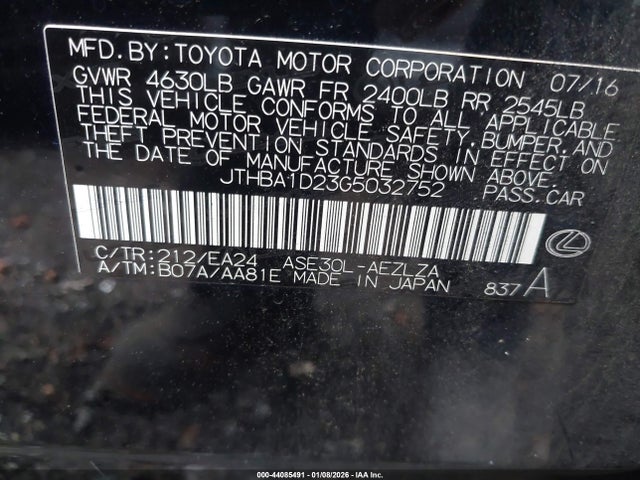 MFD.BY:TOYOTA MOTOR CORPORATION 07/16
GVWR 4630LB GAWR FR 2400LB RR 2545LB
THIS VEHICLE CONFORMS TO ALL APPLICABLE
FEDERAL MOTOR VEHICLE SAFETY,BUMPER,AND
THEFT PREVENTION STANDARDS IN EFFECT ON
THE DATE OF MANUFACTURE SHOWN ABOVE.
JTHBA1D23G5032752 PASS.CAR
C/TR:212/EA24 ASE30L-AEZLZA
A/TM:B07A/AA81E MADE IN JAPAN 837A
000-44085491 - 01/08/2026 - IAA Inc.